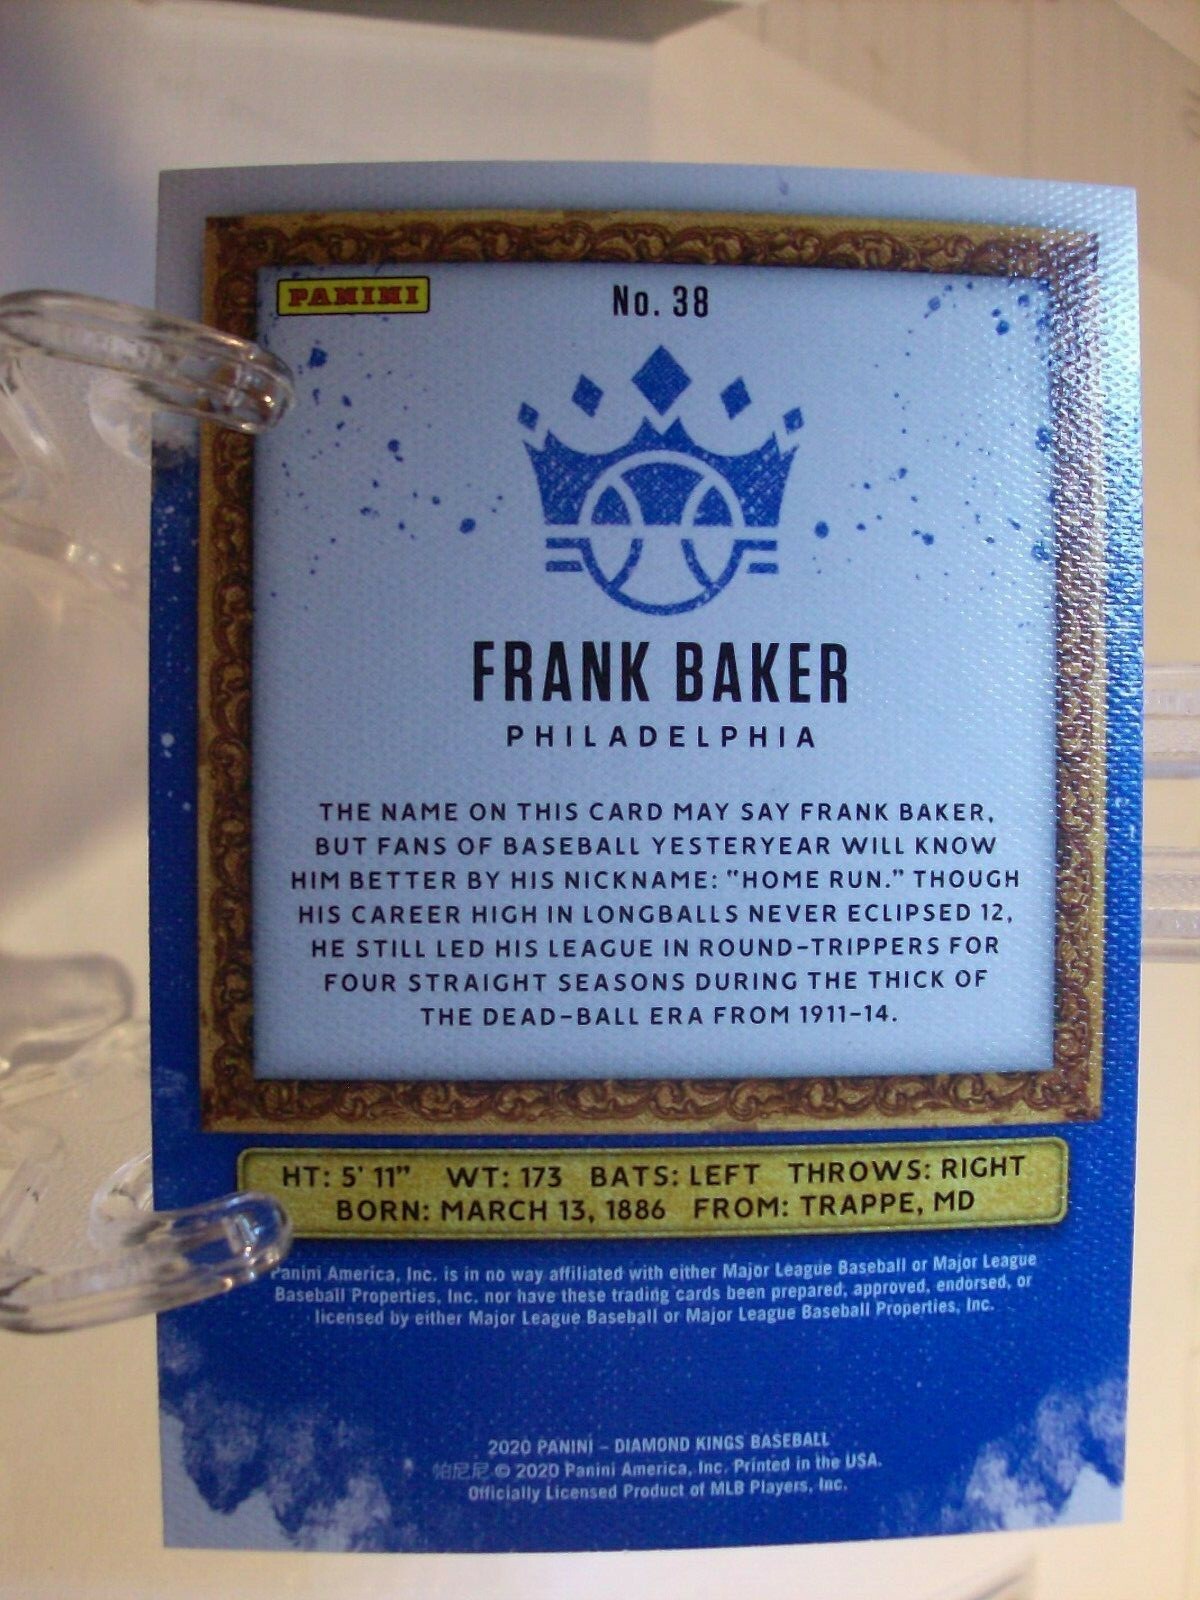 PANINI
No. 38
FRANK BAKER
PHILADELPHIA
THE NAME ON THIS CARD MAY SAY FRANK BAKER,
BUT FANS OF BASEBALL YESTERYEAR WILL KNOW
HIM BETTER BY HIS NICKNAME: "HOME RUN." THOUGH
HIS CAREER HIGH IN LONGBALLS NEVER ECLIPSED 12,
HE STILL LED HIS LEAGUE IN ROUND-TRIPPERS FOR
FOUR STRAIGHT SEASONS DURING THE THICK OF
THE DEAD-BALL ERA FROM 1911-14.
HT: 5' 11" WT: 173 BATS: LEFT THROWS: RIGHT
BORN: MARCH 13, 1886 FROM: TRAPPE, MD
Panini America, Inc. is in no way affiliated with either Major League Baseball or Major League
Baseball Properties, Inc. nor have these trading cards been prepared, approved, endorsed, or
licensed by either Major League Baseball or Major League Baseball Properties, Inc.
2020 PANINI – DIAMOND KINGS BASEBALL
帕尼尼 © 2020 Panini America, Inc. Printed in the USA.
Officially Licensed Product of MLB Players, Inc.